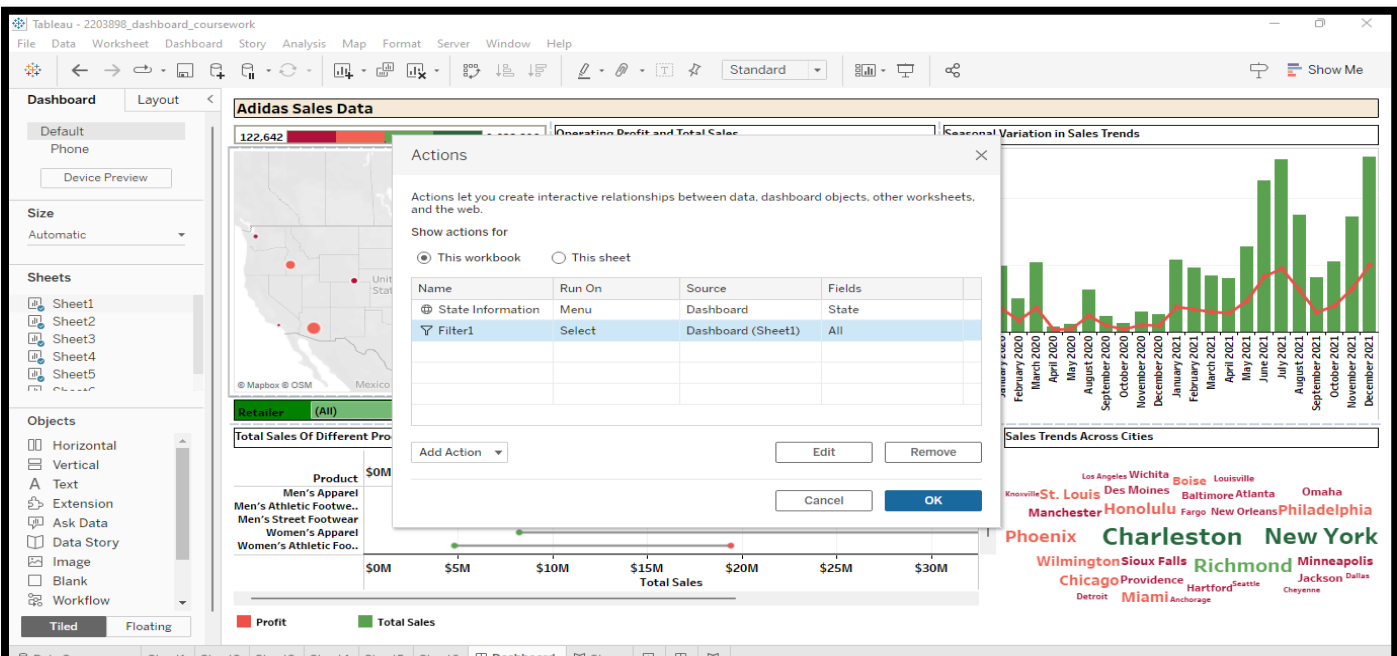 Tableau - 2203898_dashboard_coursework
File Data Worksheet Dashboard Story Analysis Map Format Server Window Help
Standard
Show Me
Dashboard Layout
Default
Phone
Device Preview
Size
Automatic
Sheets
Sheet1
Sheet2
Sheet3
Sheet4
Sheet5
Objects
Horizontal
Vertical
Text
Extension
Ask Data
Data Story
Image
Blank
Workflow
Tiled Floating
Adidas Sales Data
122,642
Operating Profit and Total Sales
Seasonal Variation in Sales Trends
© Mapbox © OSM
Mexico
Retailer (All)
Actions
Actions let you create interactive relationships between data, dashboard objects, other worksheets,
and the web.
Show actions for
This workbook This sheet
Name Run On Source Fields
State Information Menu Dashboard State
Filter1 Select Dashboard (Sheet1) All
Add Action Edit Remove
Cancel OK
February 2020
March 2020
April 2020
May 2020
August 2020
September 2020
October 2020
November 2020
December 2020
January 2021
February 2021
March 2021
April 2021
May 2021
June 2021
July 2021
August 2021
September 2021
October 2021
November 2021
December 2021
Total Sales Of Different
Product
$0M
Men's Apparel
Men's Athletic Footwe..
Men's Street Footwear
Women's Apparel
Women's Athletic Foo..
$0M $5M $10M $15M $20M $25M $30M
Total Sales
Profit Total Sales
Sales Trends Across Cities
Los Angeles Wichita Boise Louisville
Knoxville St. Louis Des Moines Baltimore Atlanta Omaha
Manchester Honolulu Fargo New Orleans Philadelphia
Phoenix Charleston New York
Wilmington Sioux Falls Richmond Minneapolis
Chicago Providence Hartford Seattle Jackson Dallas
Cheyenne
Detroit Miami Anchorage
Dashboard